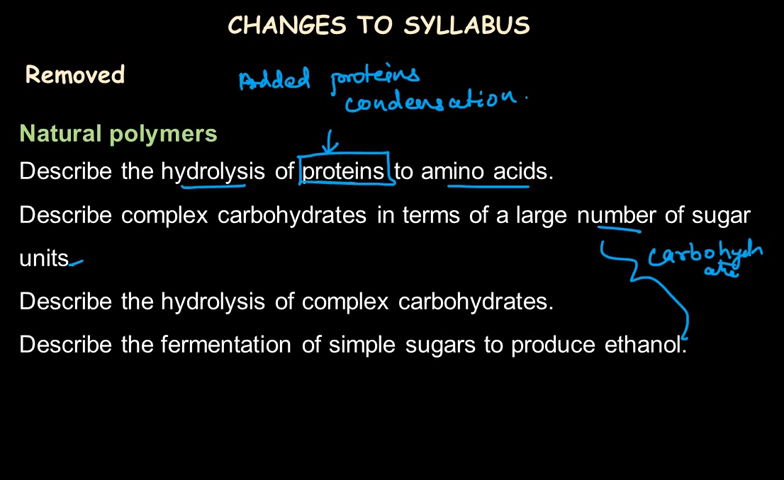 CHANGES TO SYLLABUS
Removed
Added proteins
condensation.
Natural polymers
Describe the hydrolysis of proteins to amino acids.
Describe complex carbohydrates in terms of a large number of sugar
units.
carbohydr
ate
Describe the hydrolysis of complex carbohydrates.
Describe the fermentation of simple sugars to produce ethanol.